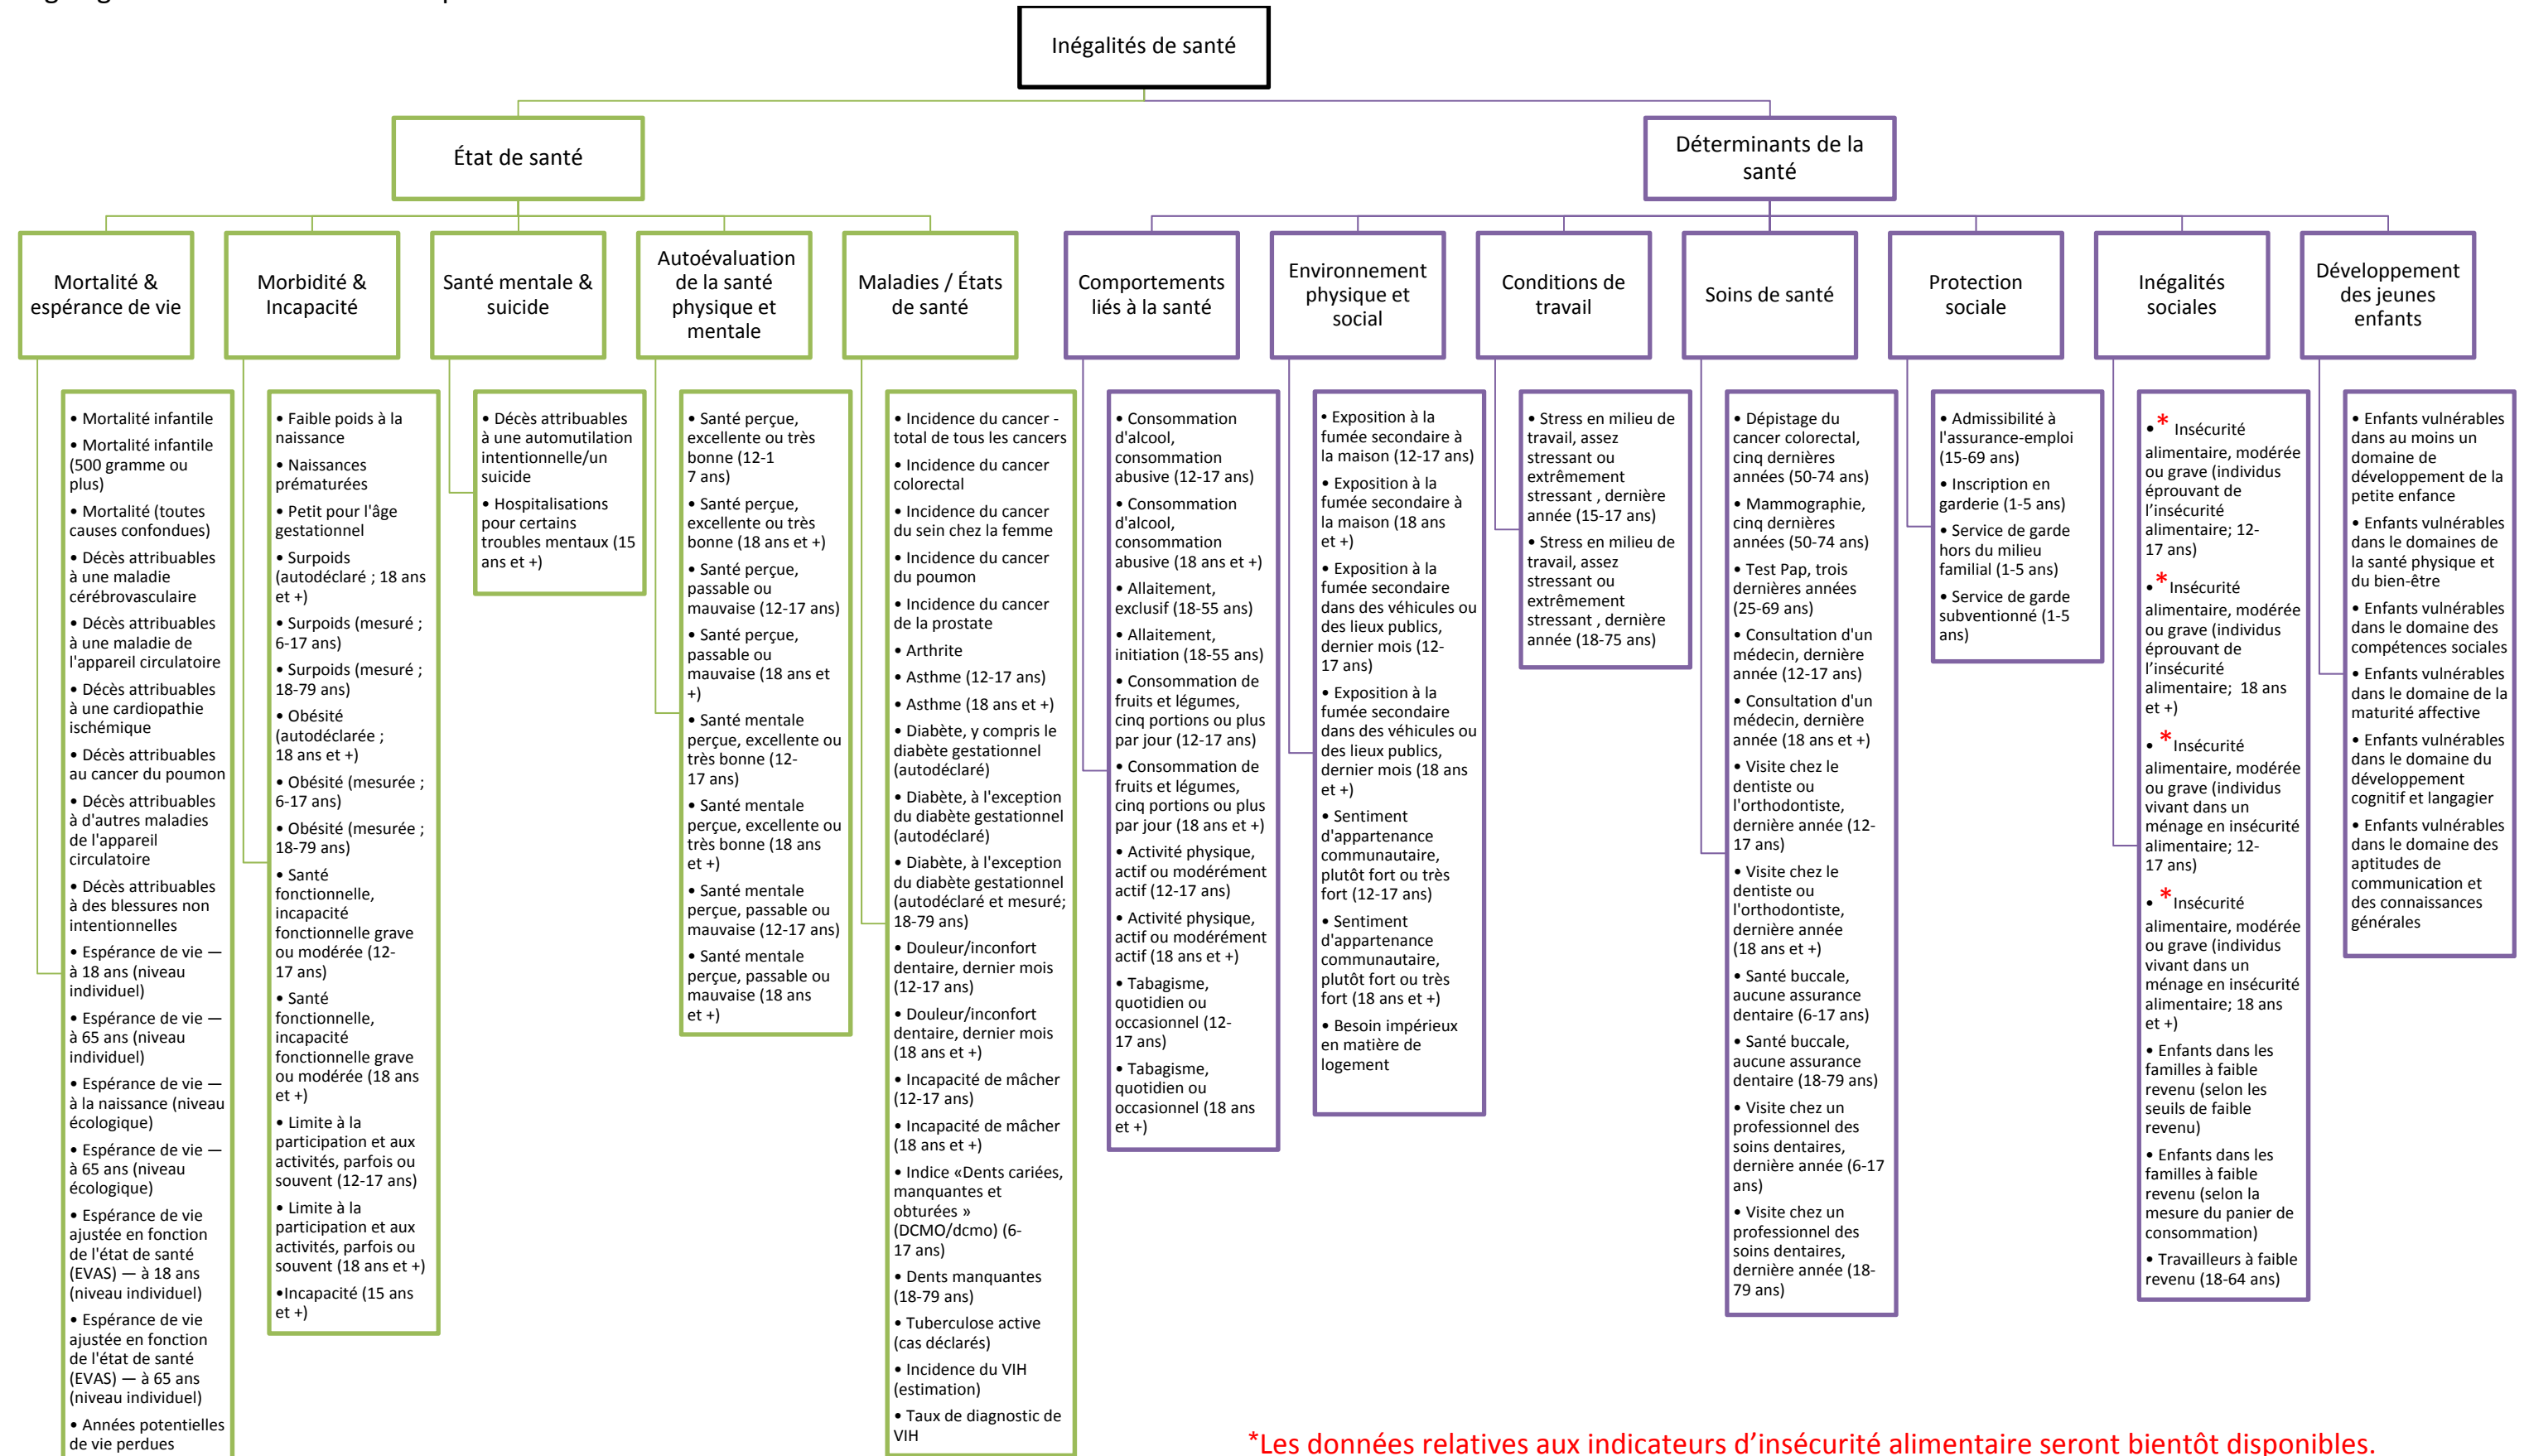 Inégalités de santé
État de santé
Déterminants de la
santé
Mortalité &
espérance de vie
Morbidité &
Incapacité
Santé mentale &
suicide
Autoévaluation
de la santé
physique et
mentale
Maladies / États
de santé
Comportements
liés à la santé
Environnement
physique et
social
Conditions de
travail
Soins de santé
Protection
sociale
Inégalités
sociales
Développement
des jeunes
enfants
• Mortalité infantile
• Mortalité infantile
(500 gramme ou
plus)
• Mortalité (toutes
causes confondues)
• Décès attribuables
à une maladie
cérébrovasculaire
• Décès attribuables
à une maladie de
l'appareil circulatoire
• Décès attribuables
à une cardiopathie
ischémique
• Décès attribuables
au cancer du poumon
• Décès attribuables
à d'autres maladies
de l'appareil
circulatoire
• Décès attribuables
à des blessures non
intentionnelles
• Espérance de vie —
à 18 ans (niveau
individuel)
• Espérance de vie —
à 65 ans (niveau
individuel)
• Espérance de vie —
à la naissance (niveau
écologique)
• Espérance de vie —
à 65 ans (niveau
écologique)
• Espérance de vie
ajustée en fonction
de l'état de santé
(EVAS) — à 18 ans
(niveau individuel)
• Espérance de vie
ajustée en fonction
de l'état de santé
(EVAS) — à 65 ans
(niveau individuel)
• Années potentielles
de vie perdues
• Faible poids à la
naissance
• Naissances
prématurées
• Petit pour l'âge
gestationnel
• Surpoids
(autodéclaré ; 18 ans
et +)
• Surpoids (mesuré ;
6-17 ans)
• Surpoids (mesuré ;
18-79 ans)
• Obésité
(autodéclarée ;
18 ans et +)
• Obésité (mesurée ;
6-17 ans)
• Obésité (mesurée ;
18-79 ans)
• Santé
fonctionnelle,
incapacité
fonctionnelle grave
ou modérée (12-
17 ans)
• Santé
fonctionnelle,
incapacité
fonctionnelle grave
ou modérée (18 ans
et +)
• Limite à la
participation et aux
activités, parfois ou
souvent (12-17 ans)
• Limite à la
participation et aux
activités, parfois ou
souvent (18 ans et +)
•Incapacité (15 ans
et +)
• Décès attribuables
à une automutilation
intentionnelle/un
suicide
• Hospitalisations
pour certains
troubles mentaux (15
ans et +)
• Santé perçue,
excellente ou très
bonne (12-1
7 ans)
• Santé perçue,
excellente ou très
bonne (18 ans et +)
• Santé perçue,
passable ou
mauvaise (12-17 ans)
• Santé perçue,
passable ou
mauvaise (18 ans et
+)
• Santé mentale
perçue, excellente ou
très bonne (12-
17 ans)
• Santé mentale
perçue, excellente ou
très bonne (18 ans
et +)
• Santé mentale
perçue, passable ou
mauvaise (12-17 ans)
• Santé mentale
perçue, passable ou
mauvaise (18 ans
et +)
• Incidence du cancer -
total de tous les cancers
• Incidence du cancer
colorectal
• Incidence du cancer
du sein chez la femme
• Incidence du cancer
du poumon
• Incidence du cancer
de la prostate
• Arthrite
• Asthme (12-17 ans)
• Asthme (18 ans et +)
• Diabète, y compris le
diabète gestationnel
(autodéclaré)
• Diabète, à l'exception
du diabète gestationnel
(autodéclaré)
• Diabète, à l'exception
du diabète gestationnel
(autodéclaré et mesuré;
18-79 ans)
• Douleur/inconfort
dentaire, dernier mois
(12-17 ans)
• Douleur/inconfort
dentaire, dernier mois
(18 ans et +)
• Incapacité de mâcher
(12-17 ans)
• Incapacité de mâcher
(18 ans et +)
• Indice «Dents cariées,
manquantes et
obturées »
(DCMO/dcmo) (6-
17 ans)
• Dents manquantes
(18-79 ans)
• Tuberculose active
(cas déclarés)
• Incidence du VIH
(estimation)
• Taux de diagnostic de
VIH
• Consommation
d'alcool,
consommation
abusive (12-17 ans)
• Consommation
d'alcool,
consommation
abusive (18 ans et +)
• Allaitement,
exclusif (18-55 ans)
• Allaitement,
initiation (18-55 ans)
• Consommation de
fruits et légumes,
cinq portions ou plus
par jour (12-17 ans)
• Consommation de
fruits et légumes,
cinq portions ou plus
par jour (18 ans et +)
• Activité physique,
actif ou modérément
actif (12-17 ans)
• Activité physique,
actif ou modérément
actif (18 ans et +)
• Tabagisme,
quotidien ou
occasionnel (12-
17 ans)
• Tabagisme,
quotidien ou
occasionnel (18 ans
et +)
• Exposition à la
fumée secondaire à
la maison (12-17 ans)
• Exposition à la
fumée secondaire à
la maison (18 ans
et +)
• Exposition à la
fumée secondaire
dans des véhicules ou
des lieux publics,
dernier mois (12-
17 ans)
• Exposition à la
fumée secondaire
dans des véhicules ou
des lieux publics,
dernier mois (18 ans
et +)
• Sentiment
d'appartenance
communautaire,
plutôt fort ou très
fort (12-17 ans)
• Sentiment
d'appartenance
communautaire,
plutôt fort ou très
fort (18 ans et +)
• Besoin impérieux
en matière de
logement
• Stress en milieu de
travail, assez
stressant ou
extrêmement
stressant , dernière
année (15-17 ans)
• Stress en milieu de
travail, assez
stressant ou
extrêmement
stressant , dernière
année (18-75 ans)
• Dépistage du
cancer colorectal,
cinq dernières
années (50-74 ans)
• Mammographie,
cinq dernières
années (50-74 ans)
• Test Pap, trois
dernières années
(25-69 ans)
• Consultation d'un
médecin, dernière
année (12-17 ans)
• Consultation d'un
médecin, dernière
année (18 ans et +)
• Visite chez le
dentiste ou
l'orthodontiste,
dernière année (12-
17 ans)
• Visite chez le
dentiste ou
l'orthodontiste,
dernière année
(18 ans et +)
• Santé buccale,
aucune assurance
dentaire (6-17 ans)
• Santé buccale,
aucune assurance
dentaire (18-79 ans)
• Visite chez un
professionnel des
soins dentaires,
dernière année (6-17
ans)
• Visite chez un
professionnel des
soins dentaires,
dernière année (18-
79 ans)
• Admissibilité à
l'assurance-emploi
(15-69 ans)
• Inscription en
garderie (1-5 ans)
• Service de garde
hors du milieu
familial (1-5 ans)
• Service de garde
subventionné (1-5
ans)
•* Insécurité
alimentaire, modérée
ou grave (individus
éprouvant de
l’insécurité
alimentaire; 12-
17 ans)
•*Insécurité
alimentaire, modérée
ou grave (individus
éprouvant de
l’insécurité
alimentaire; 18 ans
et +)
• *Insécurité
alimentaire, modérée
ou grave (individus
vivant dans un
ménage en insécurité
alimentaire; 12-
17 ans)
• *Insécurité
alimentaire, modérée
ou grave (individus
vivant dans un
ménage en insécurité
alimentaire; 18 ans
et +)
• Enfants dans les
familles à faible
revenu (selon les
seuils de faible
revenu)
• Enfants dans les
familles à faible
revenu (selon la
mesure du panier de
consommation)
• Travailleurs à faible
revenu (18-64 ans)
• Enfants vulnérables
dans au moins un
domaine de
développement de la
petite enfance
• Enfants vulnérables
dans le domaines de
la santé physique et
du bien-être
• Enfants vulnérables
dans le domaine des
compétences sociales
• Enfants vulnérables
dans le domaine de la
maturité affective
• Enfants vulnérables
dans le domaine du
développement
cognitif et langagier
• Enfants vulnérables
dans le domaine des
aptitudes de
communication et
des connaissances
générales
*Les données relatives aux indicateurs d’insécurité alimentaire seront bientôt disponibles.